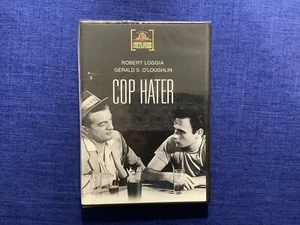 ROBERT LOGGIA
GERALD S. O'LOUGHLIN
COP HATER